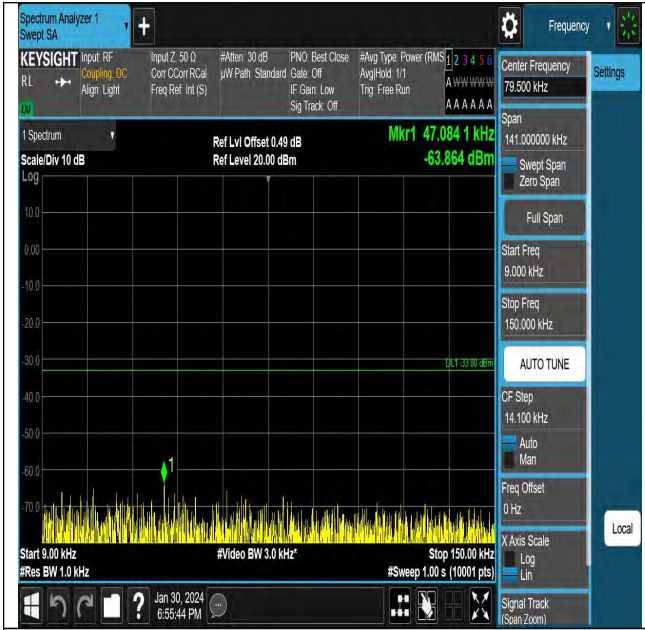 Spectrum Analyzer 1
Swept SA
+
Frequency
KEYSIGHT
RL
LXI
Input: RF
Coupling: DC
Align: Light
Input Z: 50 Ω
Corr CCorr RCal
Freq Ref: Int (S)
#Atten: 30 dB
µW Path: Standard
PNO: Best Close
Gate: Off
IF Gain: Low
Sig Track: Off
#Avg Type: Power (RMS
Avg|Hold: 1/1
Trig: Free Run
1 2 3 4 5 6
A W W W W W
A A A A A A
1 Spectrum
Scale/Div 10 dB
Ref Lvl Offset 0.49 dB
Ref Level 20.00 dBm
Mkr1 47.084 1 kHz
-63.864 dBm
Log
10.0
0.00
-10.0
-20.0
-30.0
DL1 -33.00 dBm
-40.0
-50.0
-60.0
1
-70.0
Start 9.00 kHz
#Video BW 3.0 kHz*
Stop 150.00 kHz
#Res BW 1.0 kHz
#Sweep 1.00 s (10001 pts)
Jan 30, 2024
6:55:44 PM
?
Settings
Center Frequency
79.500 kHz
Span
141.000000 kHz
Swept Span
Zero Span
Full Span
Start Freq
9.000 kHz
Stop Freq
150.000 kHz
AUTO TUNE
CF Step
14.100 kHz
Auto
Man
Freq Offset
0 Hz
X Axis Scale
Log
Lin
Signal Track
(Span Zoom)
Local